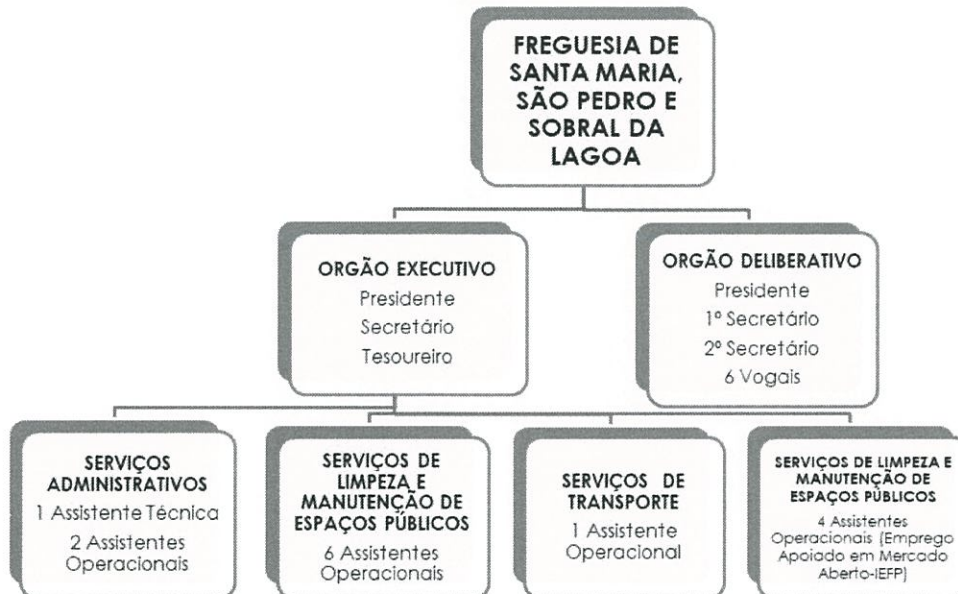 FREGUESIA DE
SANTA MARIA,
SÃO PEDRO E
SOBRAL DA
LAGOA
ORGÃO EXECUTIVO
Presidente
Secretário
Tesoureiro
ORGÃO DELIBERATIVO
Presidente
1º Secretário
2º Secretário
6 Vogais
SERVIÇOS
ADMINISTRATIVOS
1 Assistente Técnica
2 Assistentes
Operacionais
SERVIÇOS DE
LIMPEZA E
MANUTENÇÃO DE
ESPAÇOS PÚBLICOS
6 Assistentes
Operacionais
SERVIÇOS DE
TRANSPORTE
1 Assistente
Operacional
SERVIÇOS DE LIMPEZA E
MANUTENÇÃO DE
ESPAÇOS PÚBLICOS
4 Assistentes
Operacionais (Emprego
Apoiado em Mercado
Aberto-IEFP)